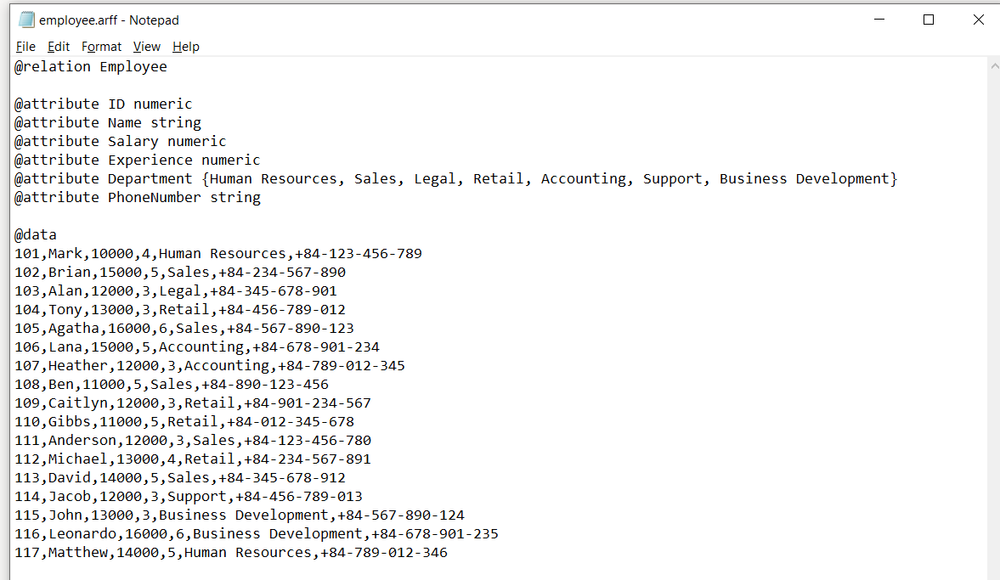 employee.arff - Notepad
File Edit Format View Help
@relation Employee
@attribute ID numeric
@attribute Name string
@attribute Salary numeric
@attribute Experience numeric
@attribute Department {Human Resources, Sales, Legal, Retail, Accounting, Support, Business Development}
@attribute PhoneNumber string
@data
101,Mark,10000,4,Human Resources,+84-123-456-789
102,Brian,15000,5,Sales,+84-234-567-890
103,Alan,12000,3,Legal,+84-345-678-901
104,Tony,13000,3,Retail,+84-456-789-012
105,Agatha,16000,6,Sales,+84-567-890-123
106,Lana,15000,5,Accounting,+84-678-901-234
107,Heather,12000,3,Accounting,+84-789-012-345
108,Ben,11000,5,Sales,+84-890-123-456
109,Caitlyn,12000,3,Retail,+84-901-234-567
110,Gibbs,11000,5,Retail,+84-012-345-678
111,Anderson,12000,3,Sales,+84-123-456-780
112,Michael,13000,4,Retail,+84-234-567-891
113,David,14000,5,Sales,+84-345-678-912
114,Jacob,12000,3,Support,+84-456-789-013
115,John,13000,3,Business Development,+84-567-890-124
116,Leonardo,16000,6,Business Development,+84-678-901-235
117,Matthew,14000,5,Human Resources,+84-789-012-346